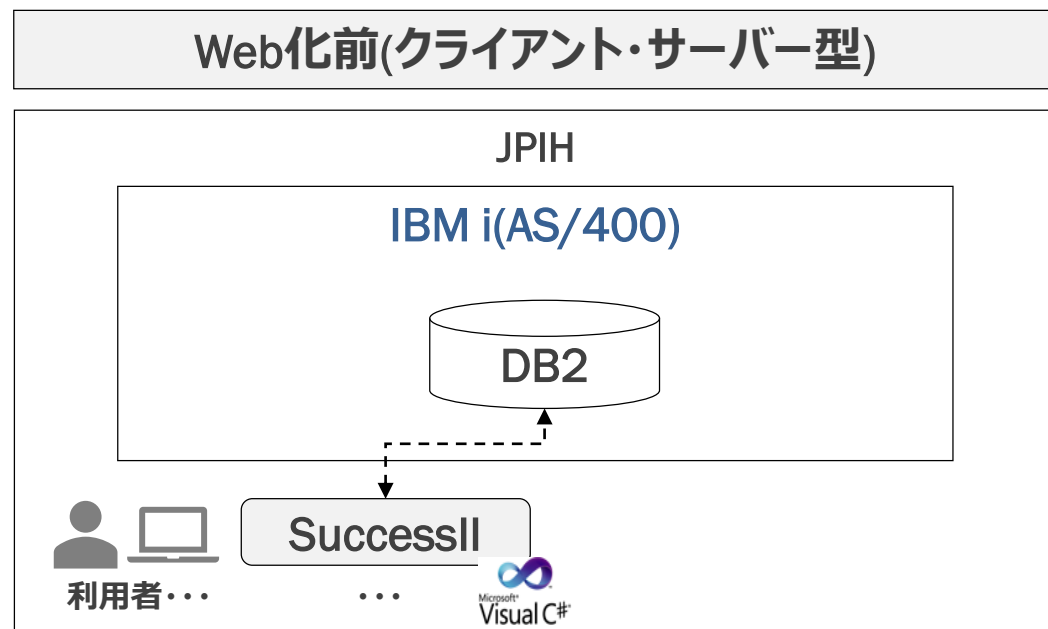 Web化前(クライアント・サーバー型)
JPIH
IBM i(AS/400)
DB2
SuccessII
利用者･･･
･･･
Microsoft
Visual C#